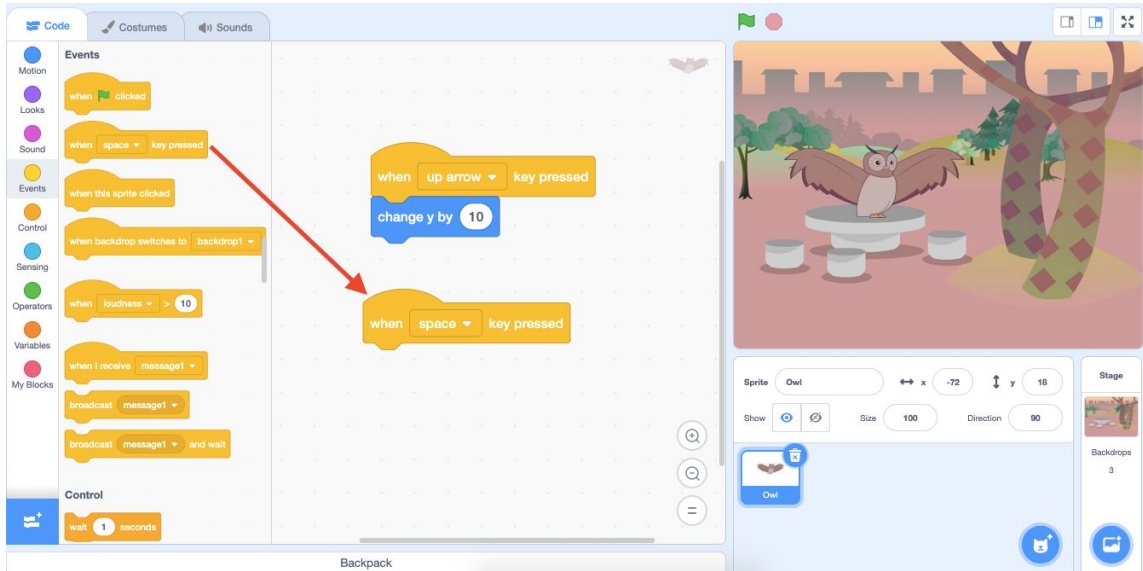 Code
Costumes
Sounds
Motion
Looks
Sound
Events
Control
Sensing
Operators
Variables
My Blocks
Events
when clicked
when space key pressed
when this sprite clicked
when backdrop switches to backdrop1
when loudness > 10
when I receive message1
broadcast message1
broadcast message1 and wait
Control
wait 1 seconds
when up arrow key pressed
change y by 10
when space key pressed
=
Backpack
Sprite Owl x -72 y 18
Show Size 100 Direction 90
Owl
Stage
Backdrops
3